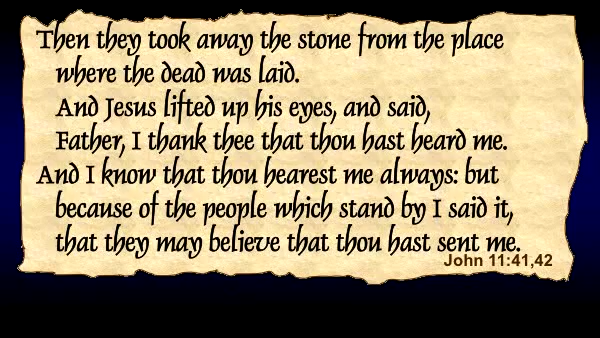 Then they took away the stone from the place
where the dead was laid.
And Jesus lifted up his eyes, and said,
Father, I thank thee that thou hast heard me.
And I know that thou hearest me always: but
because of the people which stand by I said it,
that they may believe that thou hast sent me.
John 11:41,42